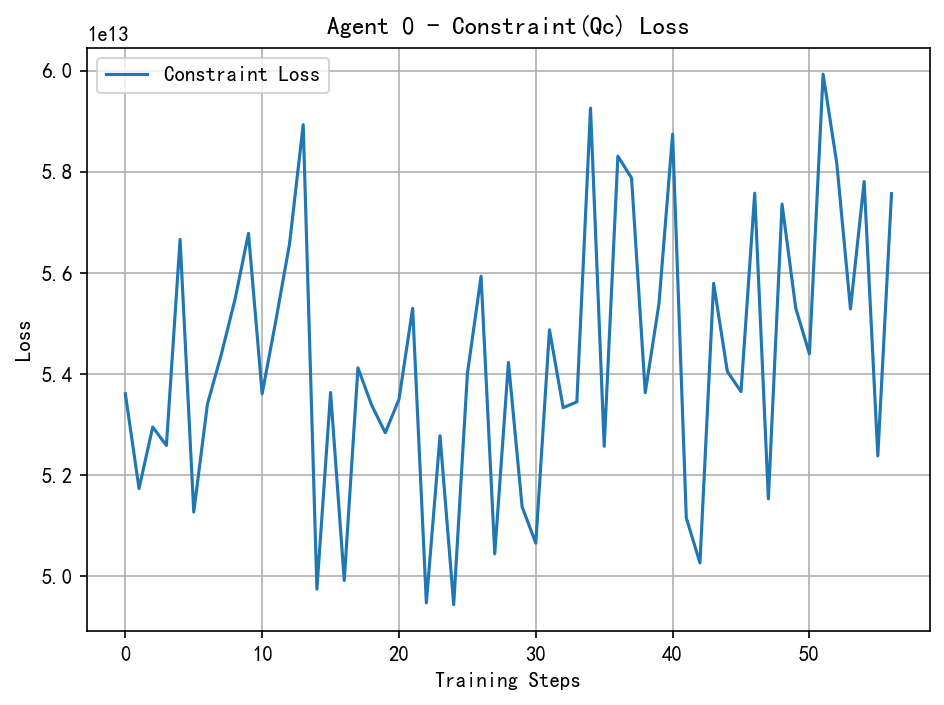 Agent 0 - Constraint(Qc) Loss
1e13
6.0
5.8
5.6
5.4
5.2
5.0
Loss
Constraint Loss
0 10 20 30 40 50
Training Steps